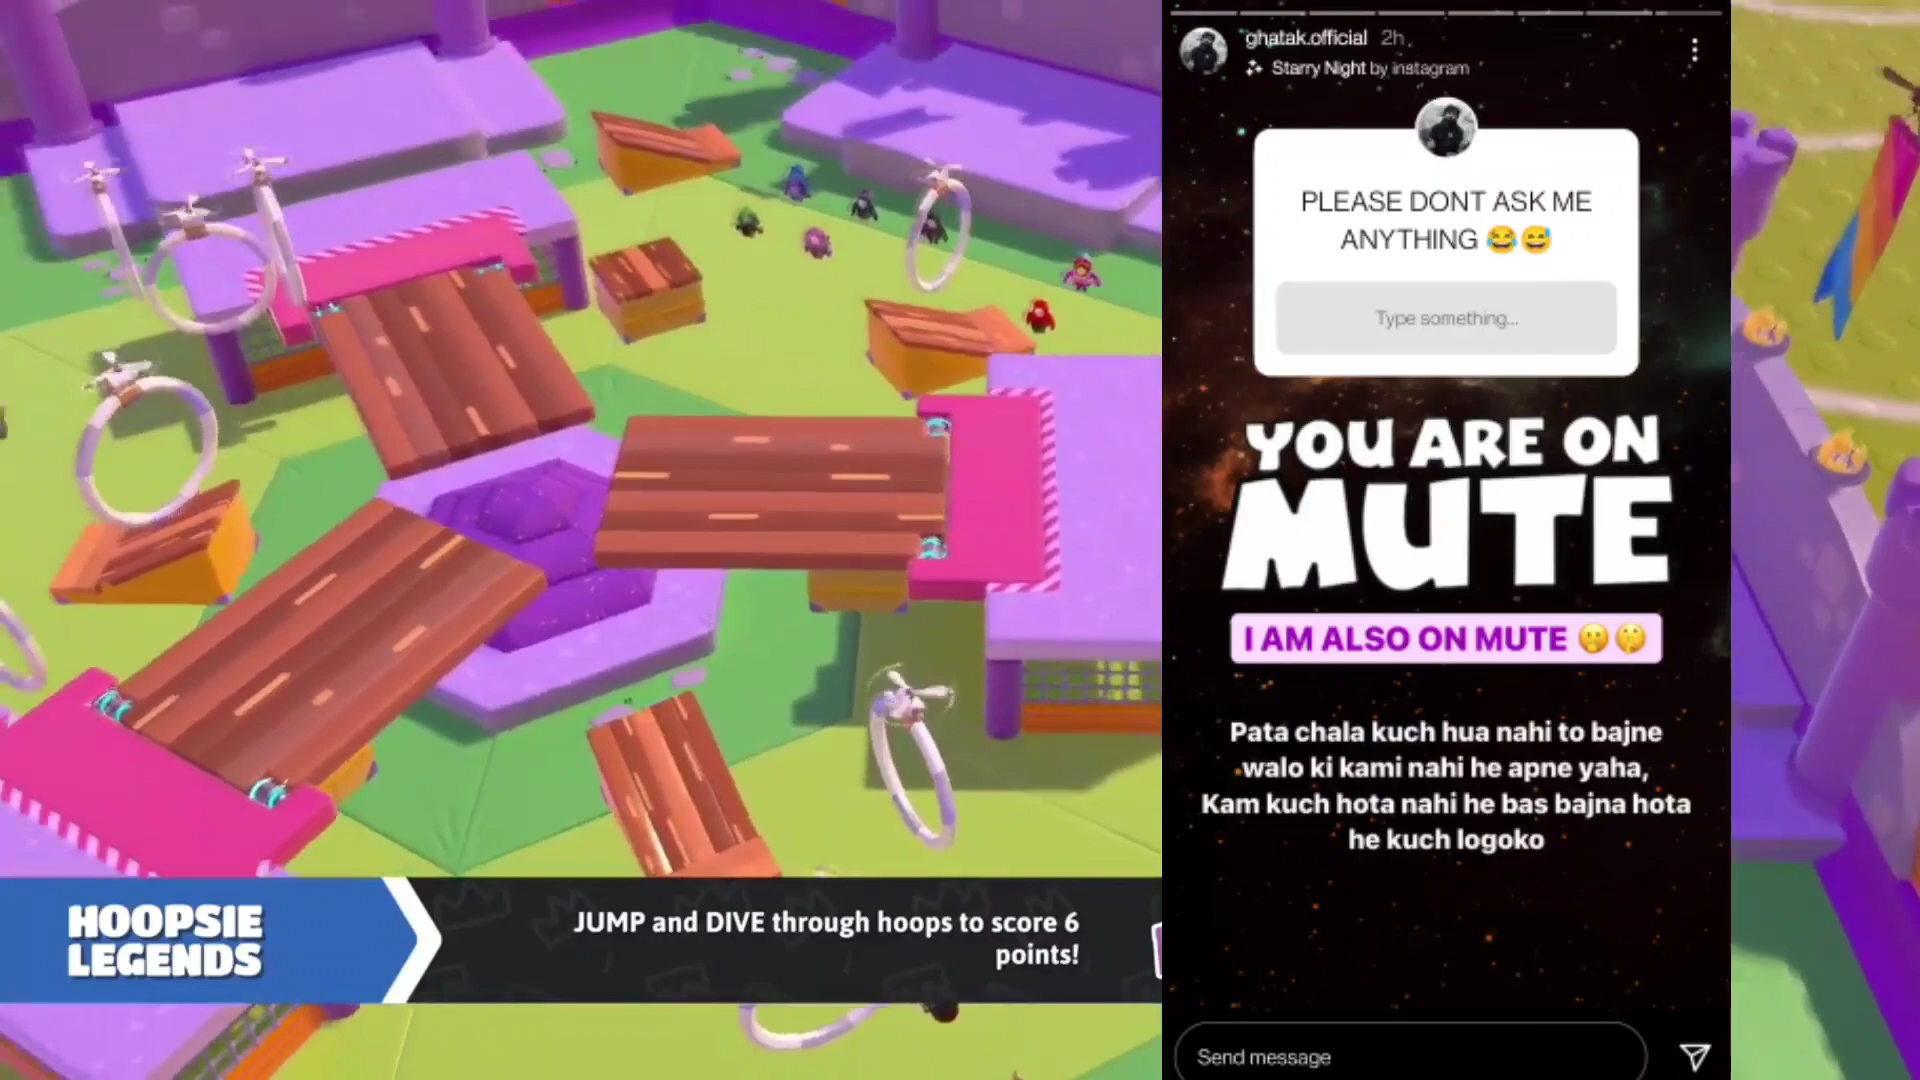 HOOPSIE
LEGENDS
JUMP and DIVE through hoops to score 6
points!
ghatak.official 2h
Starry Night by instagram
PLEASE DONT ASK ME
ANYTHING 😂😅
Type something...
YOU ARE ON
MUTE
I AM ALSO ON MUTE 🤫🤫
Pata chala kuch hua nahi to bajne
walo ki kami nahi he apne yaha,
Kam kuch hota nahi he bas bajna hota
he kuch logoko
Send message